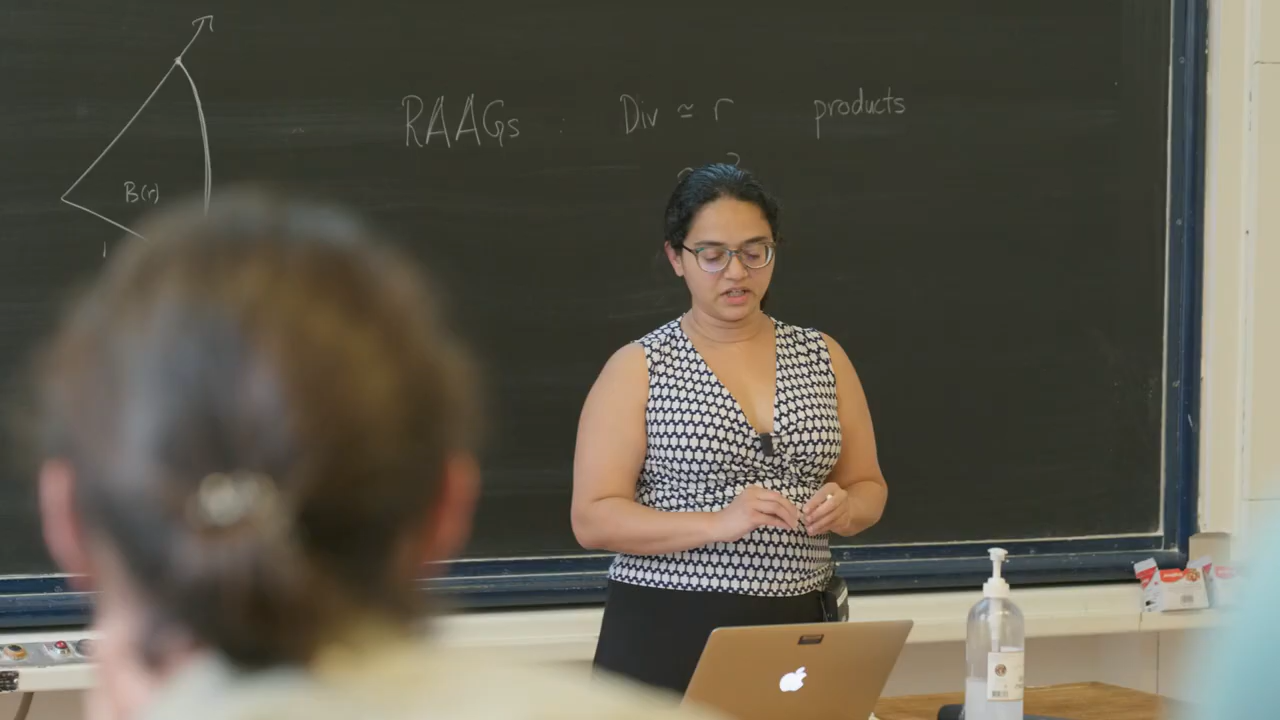 RAAGs : Div ≃ r products
B(r)